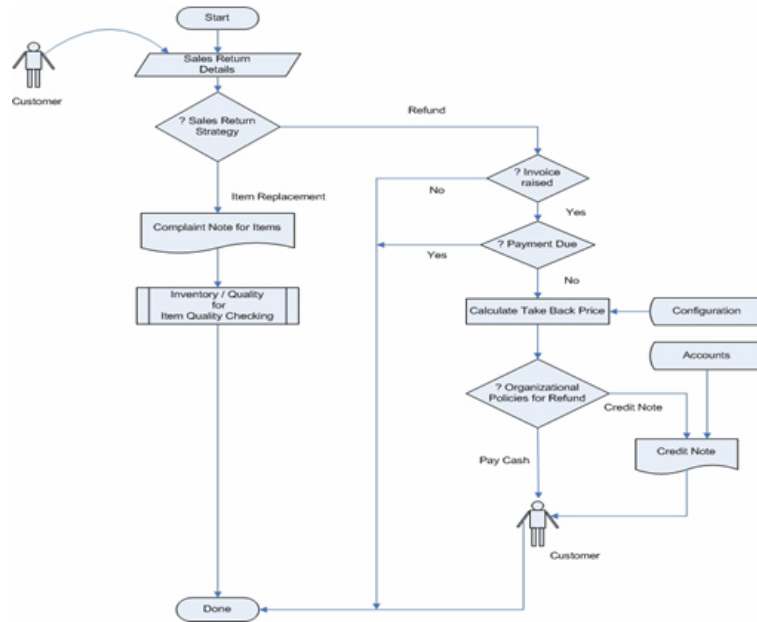 Start
Sales Return
Details
Customer
? Sales Return
Strategy
Refund
? Invoice
raised
No
Yes
Item Replacement
Complaint Note for Items
? Payment Due
Yes
No
Inventory / Quality
for
Item Quality Checking
Calculate Take Back Price
Configuration
Accounts
? Organizational
Policies for Refund
Credit Note
Credit Note
Pay Cash
Customer
Done